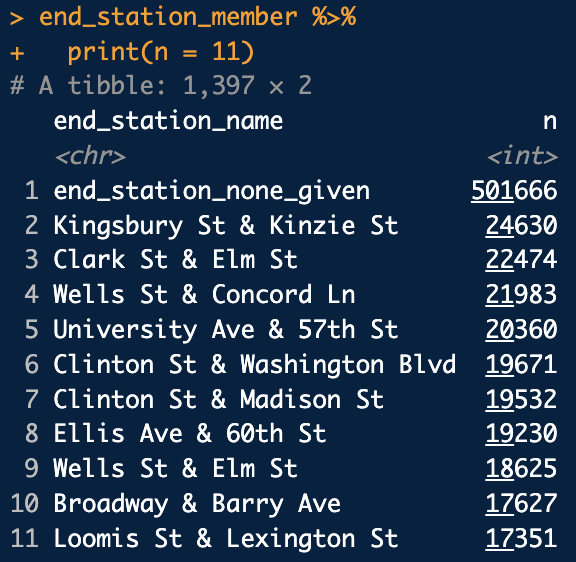 > end_station_member %>%
+   print(n = 11)
# A tibble: 1,397 × 2
   end_station_name                n
   <chr>                       <int>
 1 end_station_none_given     501666
 2 Kingsbury St & Kinzie St    24630
 3 Clark St & Elm St           22474
 4 Wells St & Concord Ln       21983
 5 University Ave & 57th St    20360
 6 Clinton St & Washington Blvd  19671
 7 Clinton St & Madison St     19532
 8 Ellis Ave & 60th St         19230
 9 Wells St & Elm St           18625
10 Broadway & Barry Ave        17627
11 Loomis St & Lexington St    17351